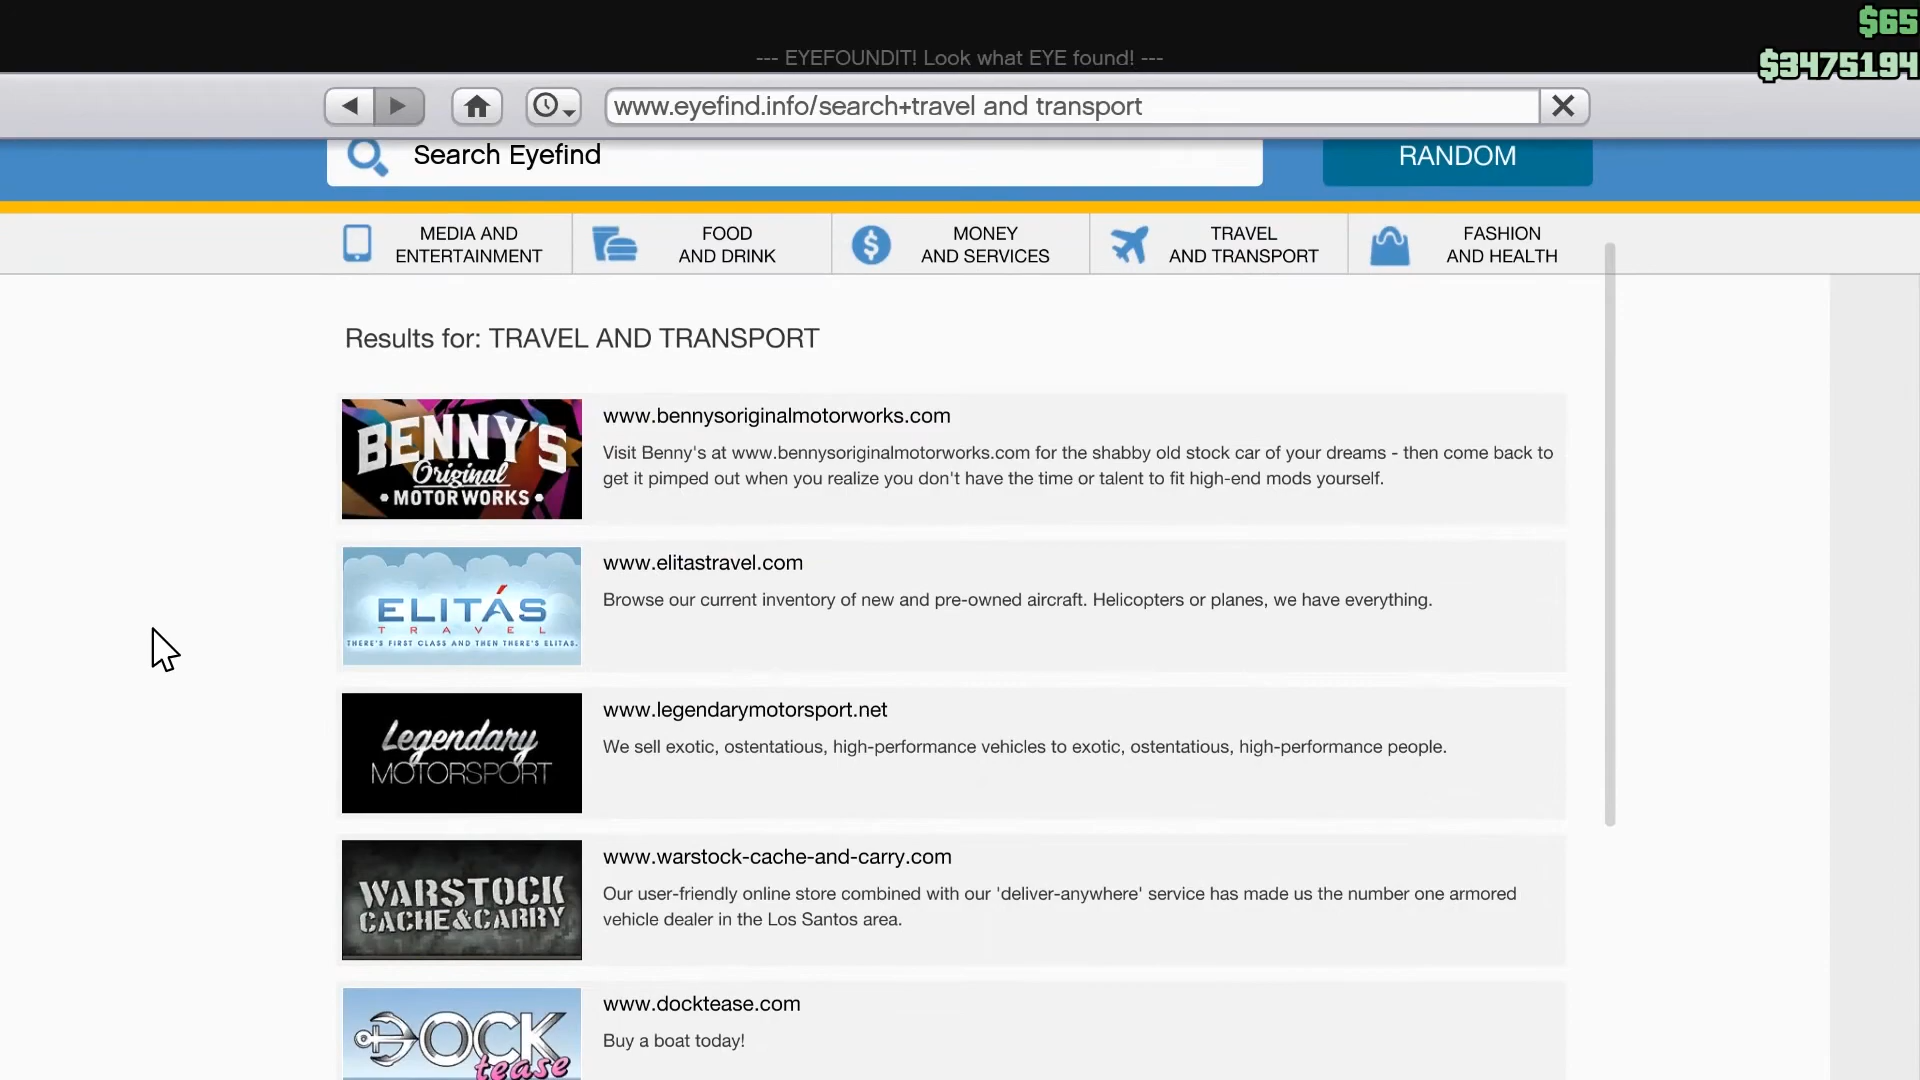 $65
--- EYEFOUNDIT! Look what EYE found! ---
$3475194
www.eyefind.info/search+travel and transport
Search Eyefind
RANDOM
MEDIA AND
ENTERTAINMENT
FOOD
AND DRINK
MONEY
AND SERVICES
TRAVEL
AND TRANSPORT
FASHION
AND HEALTH
Results for: TRAVEL AND TRANSPORT
BENNY'S
Original
• MOTOR WORKS •
www.bennysoriginalmotorworks.com
Visit Benny's at www.bennysoriginalmotorworks.com for the shabby old stock car of your dreams - then come back to
get it pimped out when you realize you don't have the time or talent to fit high-end mods yourself.
ELITÁS
TRAVEL
THERE'S FIRST CLASS AND THEN THERE'S ELITAS.
www.elitastravel.com
Browse our current inventory of new and pre-owned aircraft. Helicopters or planes, we have everything.
Legendary
MOTORSPORT
www.legendarymotorsport.net
We sell exotic, ostentatious, high-performance vehicles to exotic, ostentatious, high-performance people.
WARSTOCK
CACHE&CARRY
www.warstock-cache-and-carry.com
Our user-friendly online store combined with our 'deliver-anywhere' service has made us the number one armored
vehicle dealer in the Los Santos area.
DOCK
tease
www.docktease.com
Buy a boat today!